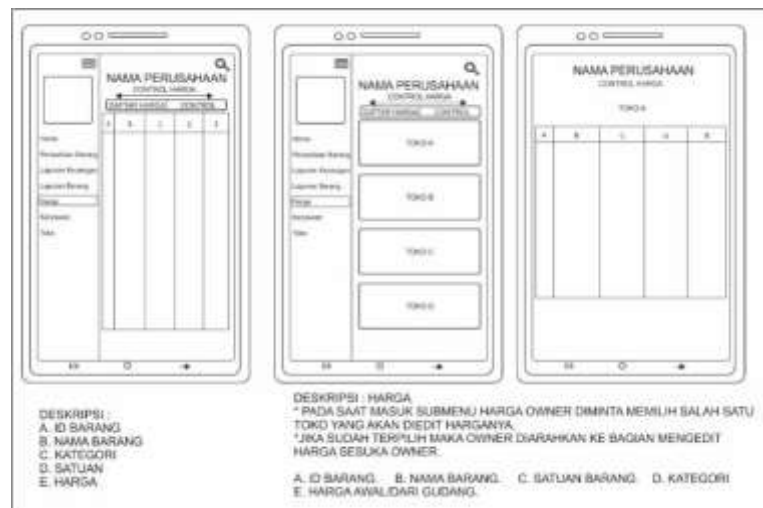 NAMA PERUSAHAAN
CONTROL HARGA
DAFTAR HARGA CONTROL
A B C D E
Home
Permintaan Barang
Laporan Keuangan
Laporan Barang
Harga
Karyawan
Toko
NAMA PERUSAHAAN
CONTROL HARGA
DAFTAR HARGA CONTROL
Home
Permintaan Barang
Laporan Keuangan
Laporan Barang
Harga
Karyawan
Toko
TOKO A
TOKO B
TOKO C
TOKO D
NAMA PERUSAHAAN
CONTROL HARGA
TOKO A
A B C D E
DESKRIPSI :
A. ID BARANG
B. NAMA BARANG
C. KATEGORI
D. SATUAN
E. HARGA
DESKRIPSI : HARGA
* PADA SAAT MASUK SUBMENU HARGA OWNER DIMINTA MEMILIH SALAH SATU
TOKO YANG AKAN DIEDIT HARGANYA.
*JIKA SUDAH TERPILIH MAKA OWNER DIARAHKAN KE BAGIAN MENGEDIT
HARGA SESUKA OWNER.
A. ID BARANG. B. NAMA BARANG. C. SATUAN BARANG. D. KATEGORI
E. HARGA AWAL/DARI GUDANG.